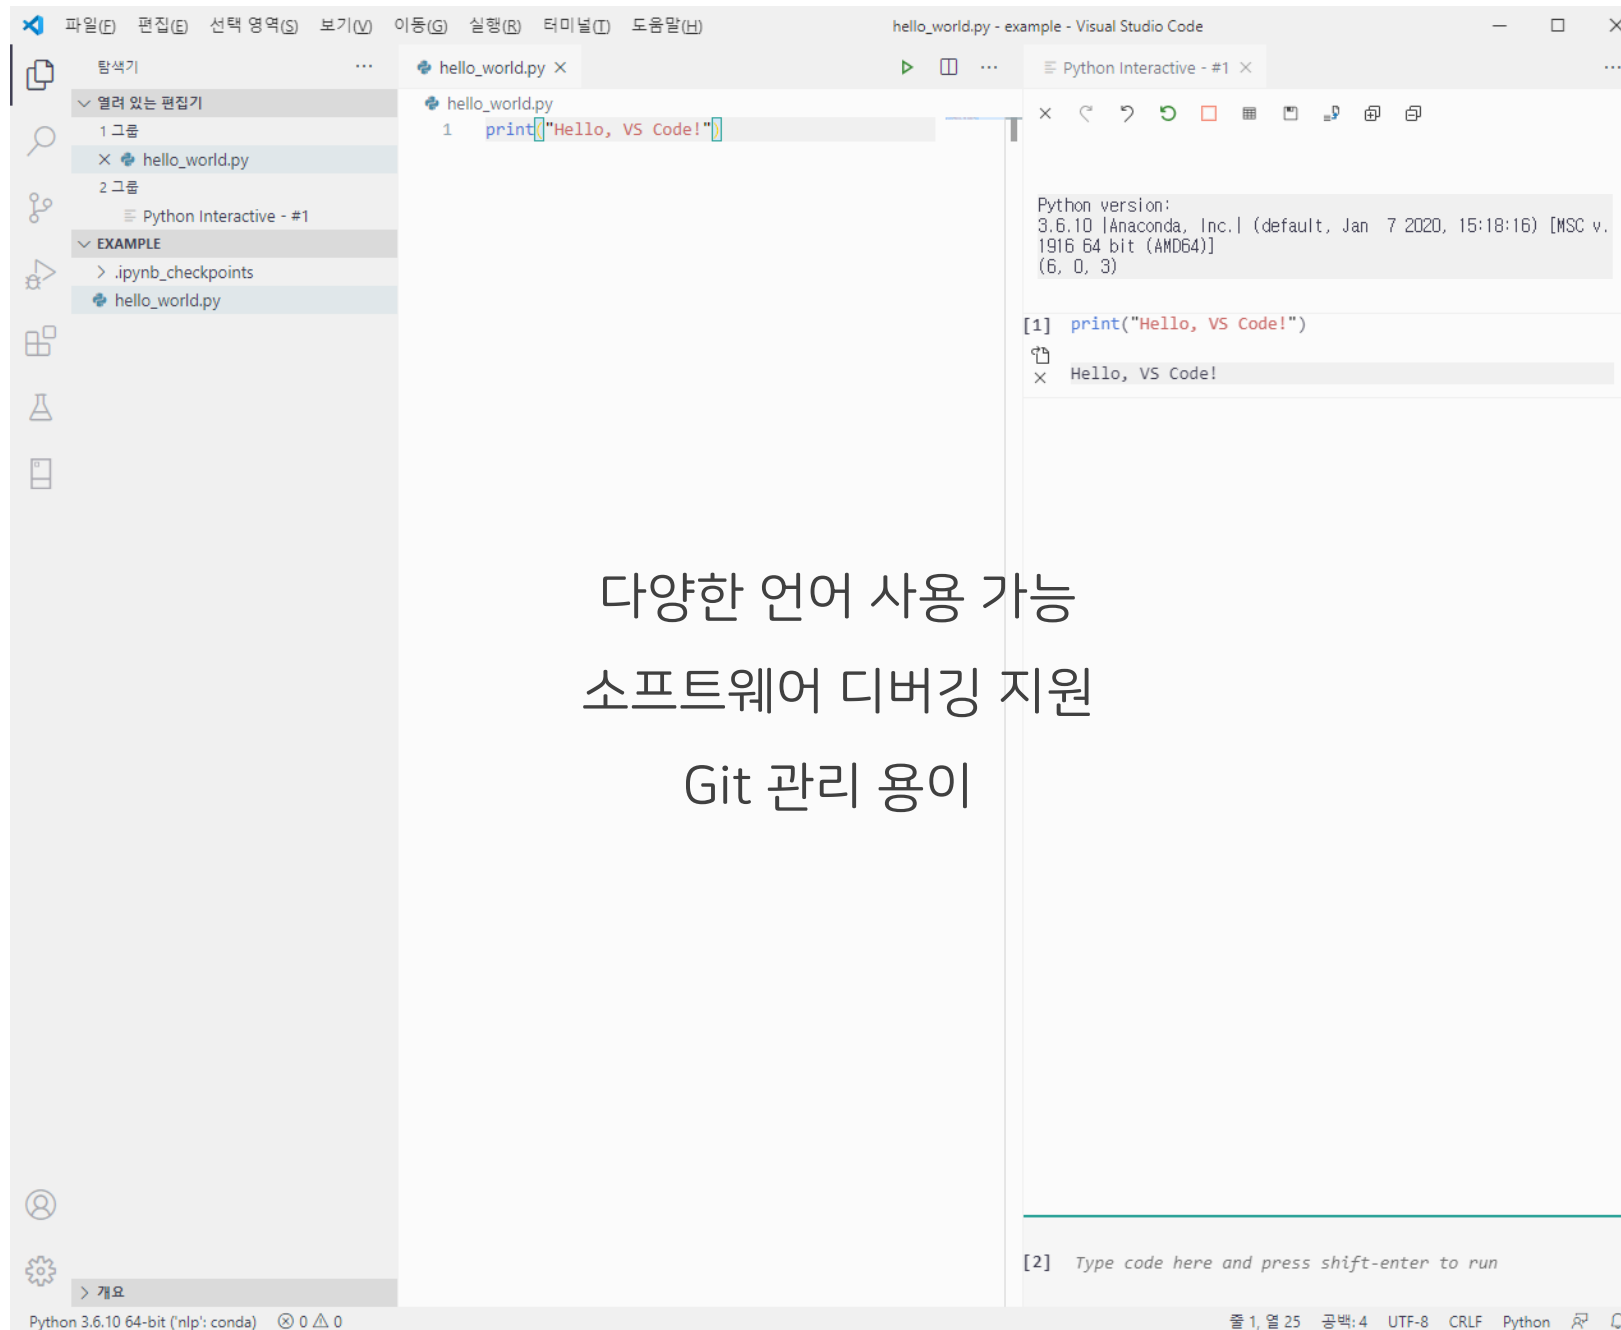 파일(F) 편집(E) 선택 영역(S) 보기(V) 이동(G) 실행(R) 터미널(T) 도움말(H) hello_world.py - example - Visual Studio Code
탐색기
열려 있는 편집기
1 그룹
hello_world.py
2 그룹
Python Interactive - #1
EXAMPLE
.ipynb_checkpoints
hello_world.py
개요
hello_world.py
hello_world.py
1 print("Hello, VS Code!")
Python Interactive - #1
Python version:
3.6.10 |Anaconda, Inc.| (default, Jan 7 2020, 15:18:16) [MSC v.
1916 64 bit (AMD64)]
(6, 0, 3)
[1] print("Hello, VS Code!")
Hello, VS Code!
다양한 언어 사용 가능
소프트웨어 디버깅 지원
Git 관리 용이
[2] Type code here and press shift-enter to run
Python 3.6.10 64-bit ('nlp': conda) 0 0 줄 1, 열 25 공백: 4 UTF-8 CRLF Python